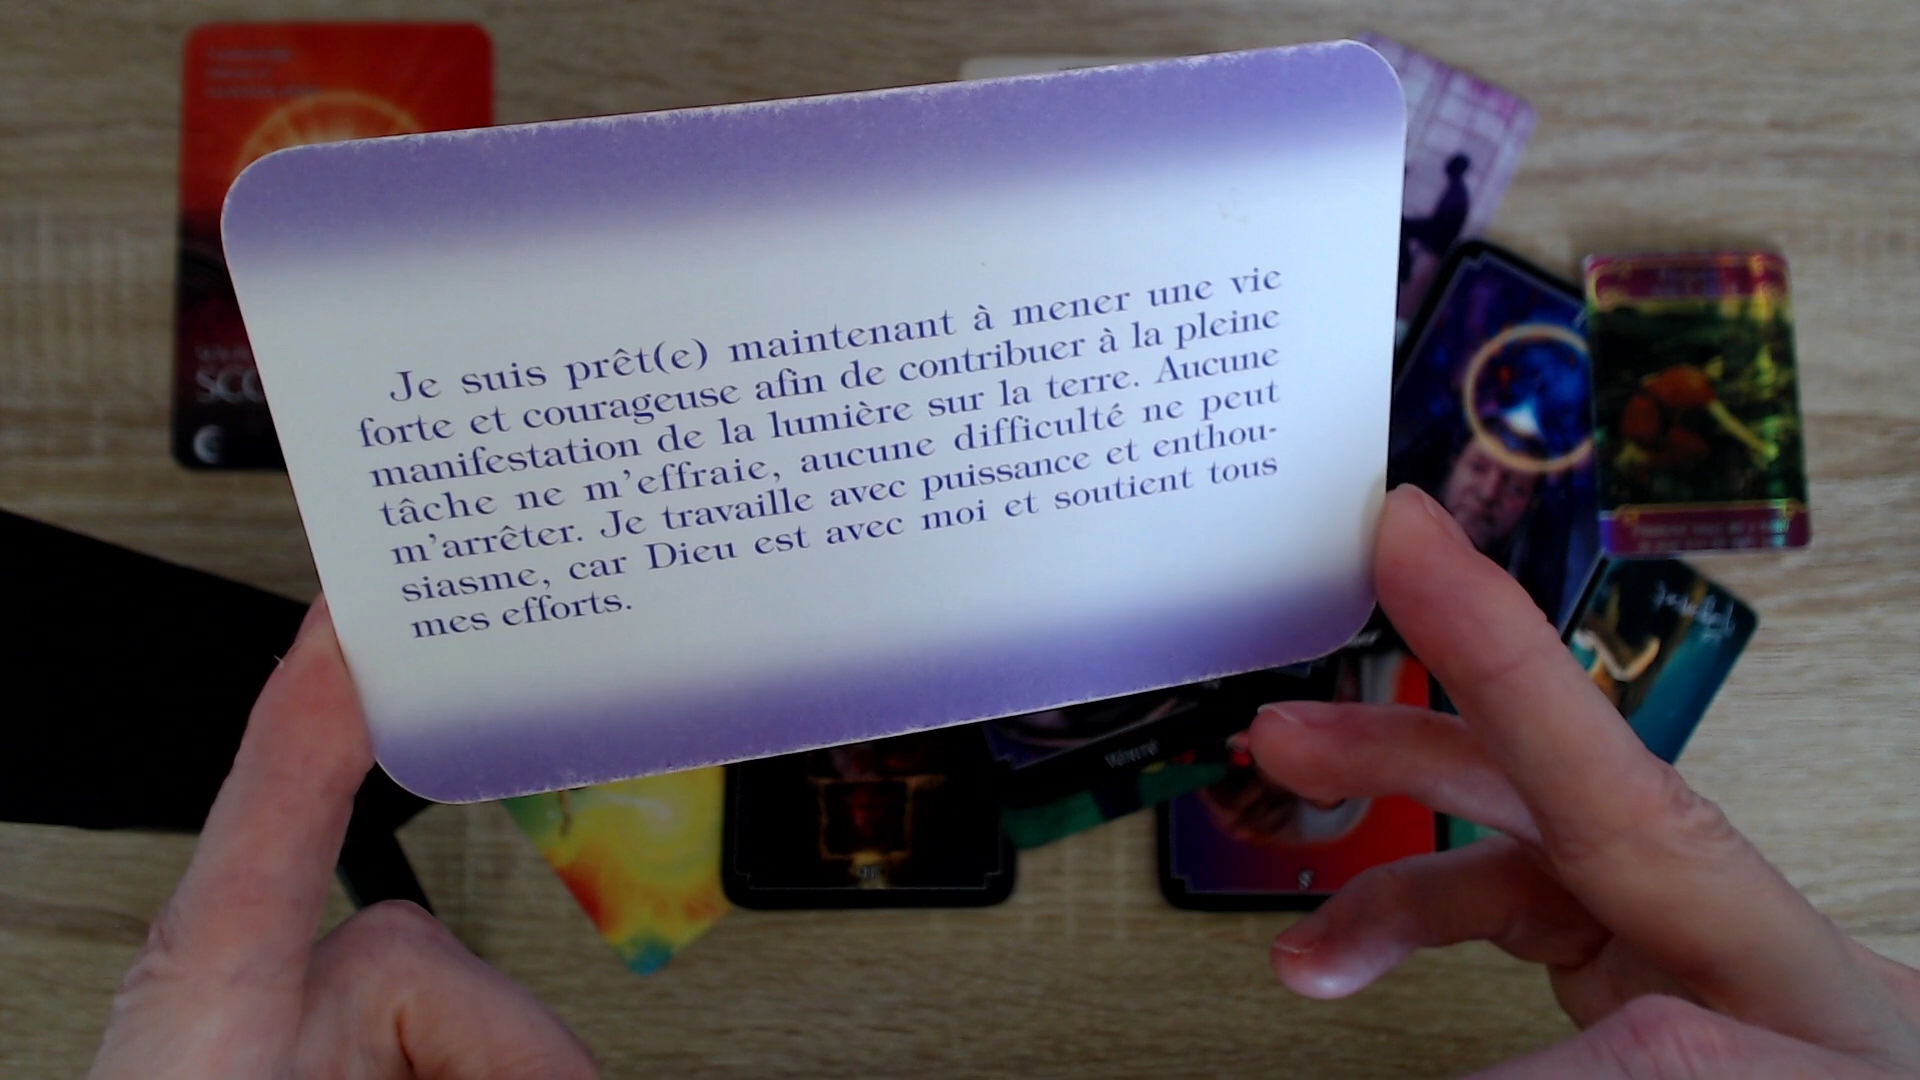 Je suis prêt(e) maintenant à mener une vie
forte et courageuse afin de contribuer à la pleine
manifestation de la lumière sur la terre. Aucune
tâche ne m'effraie, aucune difficulté ne peut
m'arrêter. Je travaille avec puissance et enthou-
siasme, car Dieu est avec moi et soutient tous
mes efforts.
SCO
8